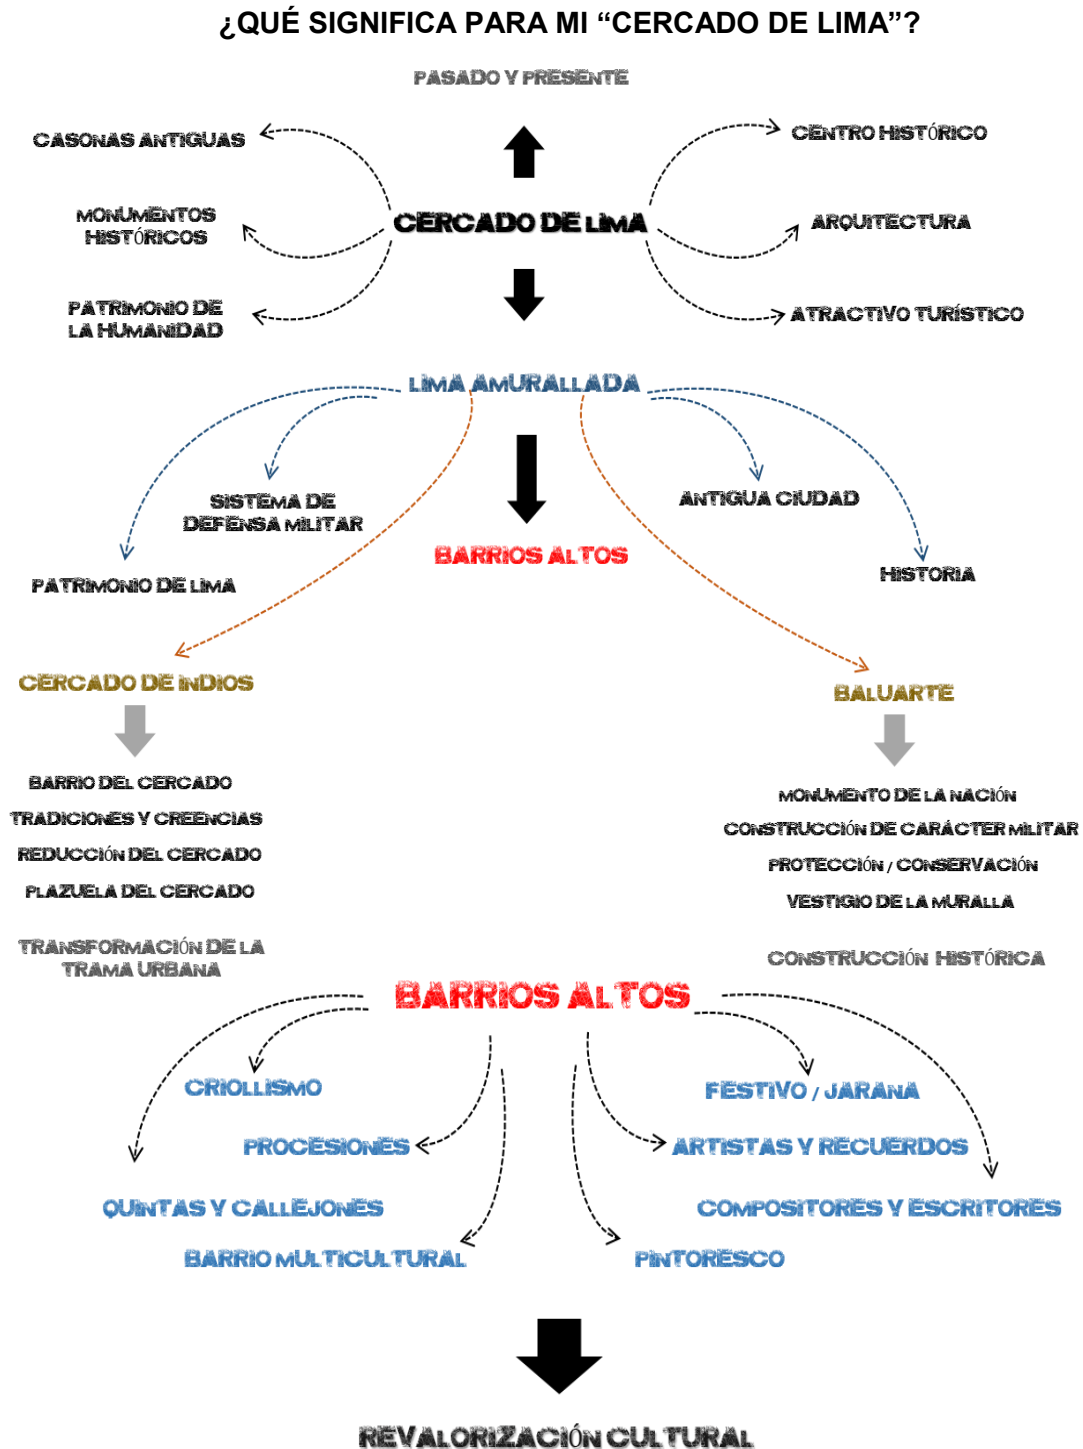 ¿QUÉ SIGNIFICA PARA MI “CERCADO DE LIMA”?
PASADO Y PRESENTE
CASONAS ANTIGUAS
CENTRO HISTÓRICO
MONUMENTOS
HISTÓRICOS
CERCADO DE LIMA
ARQUITECTURA
PATRIMONIO DE
LA HUMANIDAD
ATRACTIVO TURÍSTICO
LIMA AMURALLADA
SISTEMA DE
DEFENSA MILITAR
ANTIGUA CIUDAD
BARRIOS ALTOS
PATRIMONIO DE LIMA
HISTORIA
CERCADO DE INDIOS
BALUARTE
BARRIO DEL CERCADO
TRADICIONES Y CREENCIAS
REDUCCIÓN DEL CERCADO
PLAZUELA DEL CERCADO
MONUMENTO DE LA NACIÓN
CONSTRUCCIÓN DE CARÁCTER MILITAR
PROTECCIÓN / CONSERVACIÓN
VESTIGIO DE LA MURALLA
TRANSFORMACIÓN DE LA
TRAMA URBANA
CONSTRUCCIÓN HISTÓRICA
BARRIOS ALTOS
CRIOLLISMO
FESTIVO / JARANA
PROCESIONES
ARTISTAS Y RECUERDOS
QUINTAS Y CALLEJONES
COMPOSITORES Y ESCRITORES
BARRIO MULTICULTURAL
PINTORESCO
REVALORIZACIÓN CULTURAL